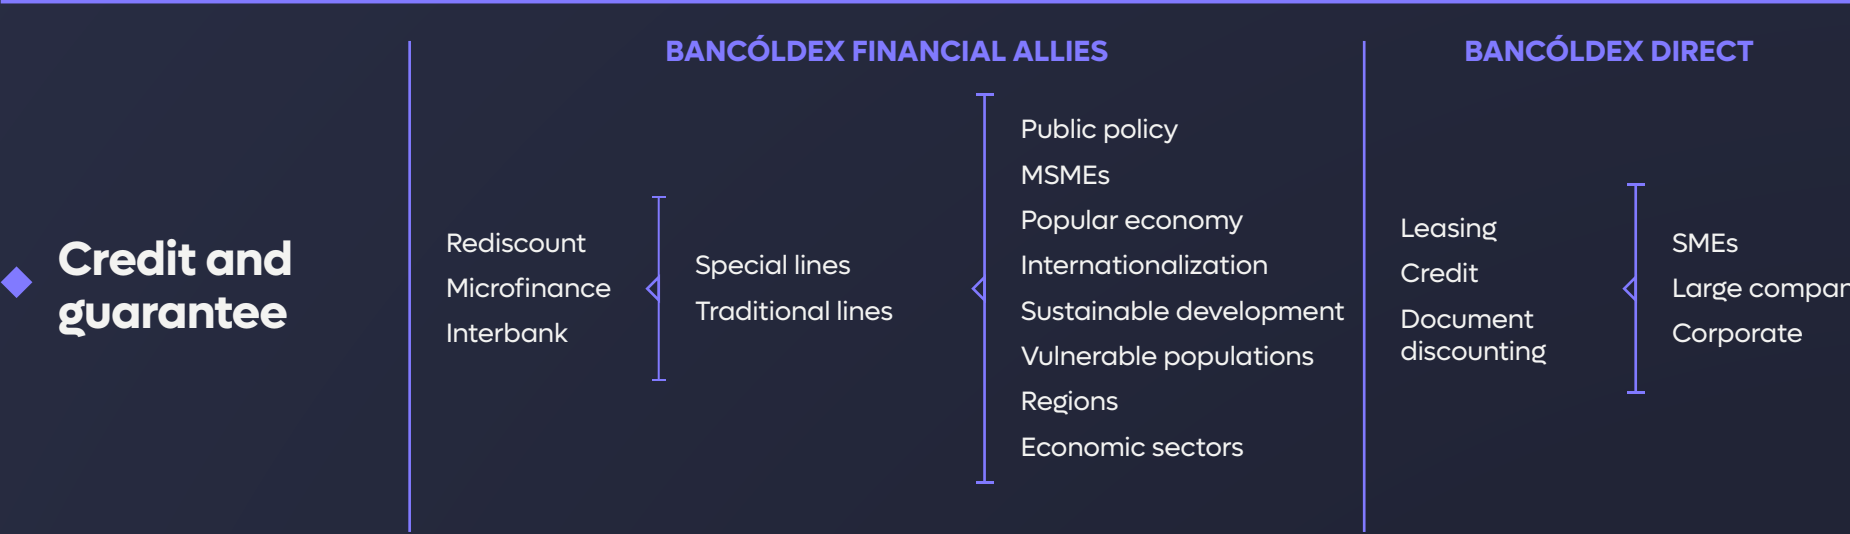 Credit and
guarantee
BANCÓLDEX FINANCIAL ALLIES
Rediscount
Microfinance
Interbank
Special lines
Traditional lines
Public policy
MSMEs
Popular economy
Internationalization
Sustainable development
Vulnerable populations
Regions
Economic sectors
BANCÓLDEX DIRECT
Leasing
Credit
Document
discounting
SMEs
Large
Corporate